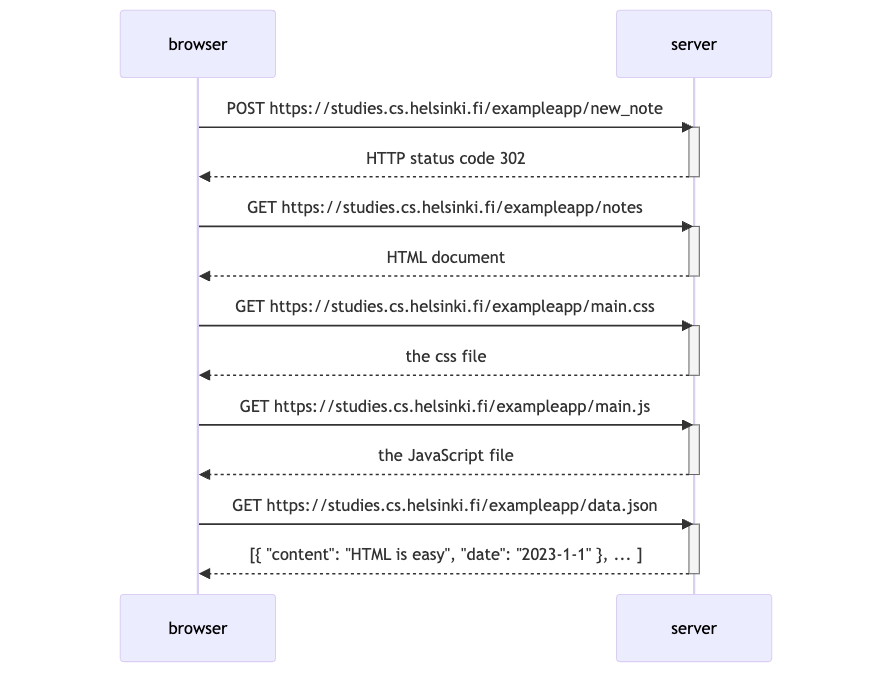 browser
server
POST https://studies.cs.helsinki.fi/exampleapp/new_note
HTTP status code 302
GET https://studies.cs.helsinki.fi/exampleapp/notes
HTML document
GET https://studies.cs.helsinki.fi/exampleapp/main.css
the css file
GET https://studies.cs.helsinki.fi/exampleapp/main.js
the JavaScript file
GET https://studies.cs.helsinki.fi/exampleapp/data.json
[{ "content": "HTML is easy", "date": "2023-1-1" }, ... ]
browser
server